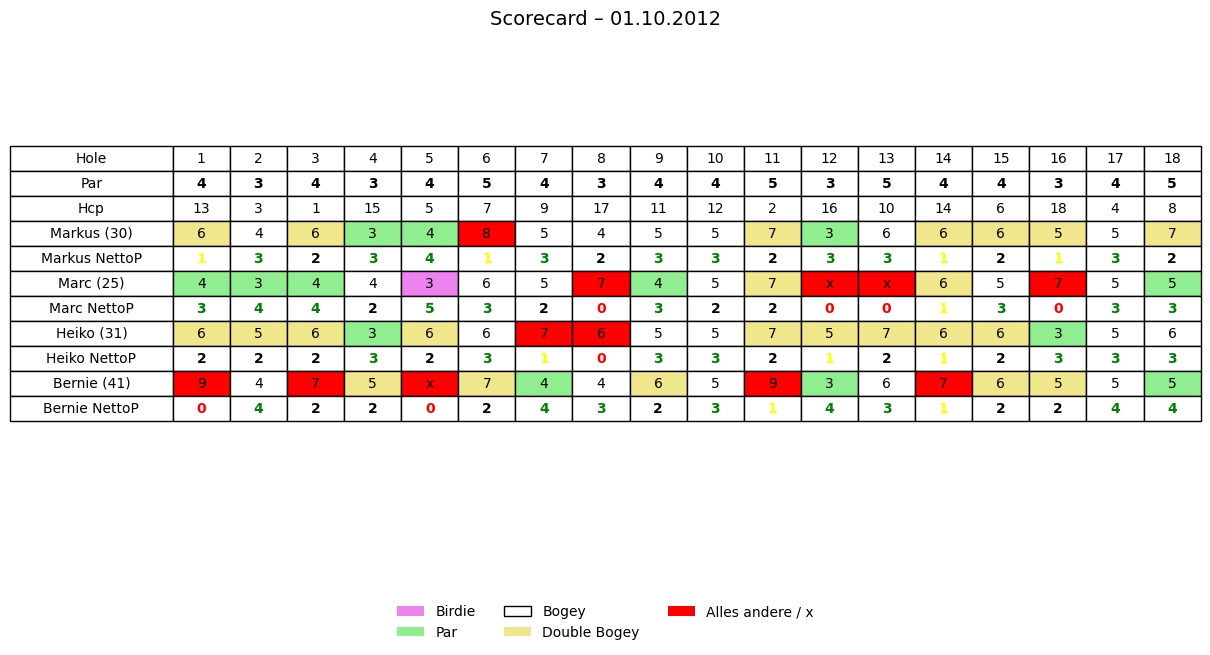 Scorecard – 01.10.2012
Hole 1 2 3 4 5 6 7 8 9 10 11 12 13 14 15 16 17 18
Par 4 3 4 3 4 5 4 3 4 4 5 3 5 4 4 3 4 5
Hcp 13 3 1 15 5 7 9 17 11 12 2 16 10 14 6 18 4 8
Markus (30) 6 4 6 3 4 8 5 4 5 5 7 3 6 6 6 5 5 7
Markus NettoP 1 3 2 3 4 1 3 2 3 3 2 3 3 1 2 1 3 2
Marc (25) 4 3 4 4 3 6 5 7 4 5 7 x x 6 5 7 5 5
Marc NettoP 3 4 4 2 5 3 2 0 3 2 2 0 0 1 3 0 3 3
Heiko (31) 6 5 6 3 6 6 7 6 5 5 7 5 7 6 6 3 5 6
Heiko NettoP 2 2 2 3 2 3 1 0 3 3 2 1 2 1 2 3 3 3
Bernie (41) 9 4 7 5 x 7 4 4 6 5 9 3 6 7 6 5 5 5
Bernie NettoP 0 4 2 2 0 2 4 3 2 3 1 4 3 1 2 2 4 4
Birdie Bogey Alles andere / x
Par Double Bogey